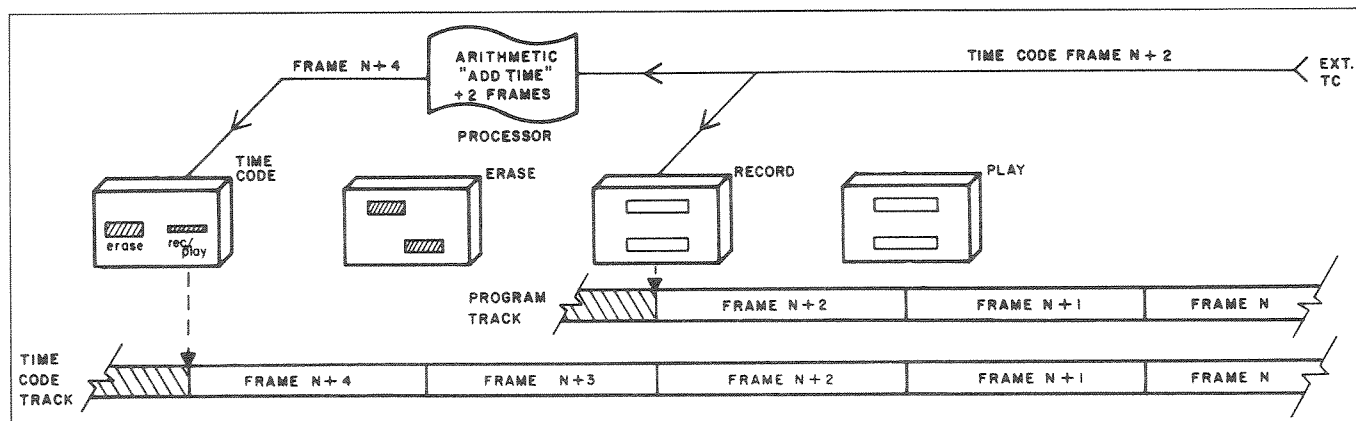 FRAME N+4
ARITHMETIC
"ADD TIME"
+2 FRAMES
PROCESSOR
TIME CODE FRAME N+2
EXT.
TC
TIME
CODE
ERASE
RECORD
PLAY
erase
rec/
play
PROGRAM
TRACK
FRAME N+2
FRAME N+1
FRAME N
TIME
CODE
TRACK
FRAME N+4
FRAME N+3
FRAME N+2
FRAME N+1
FRAME N